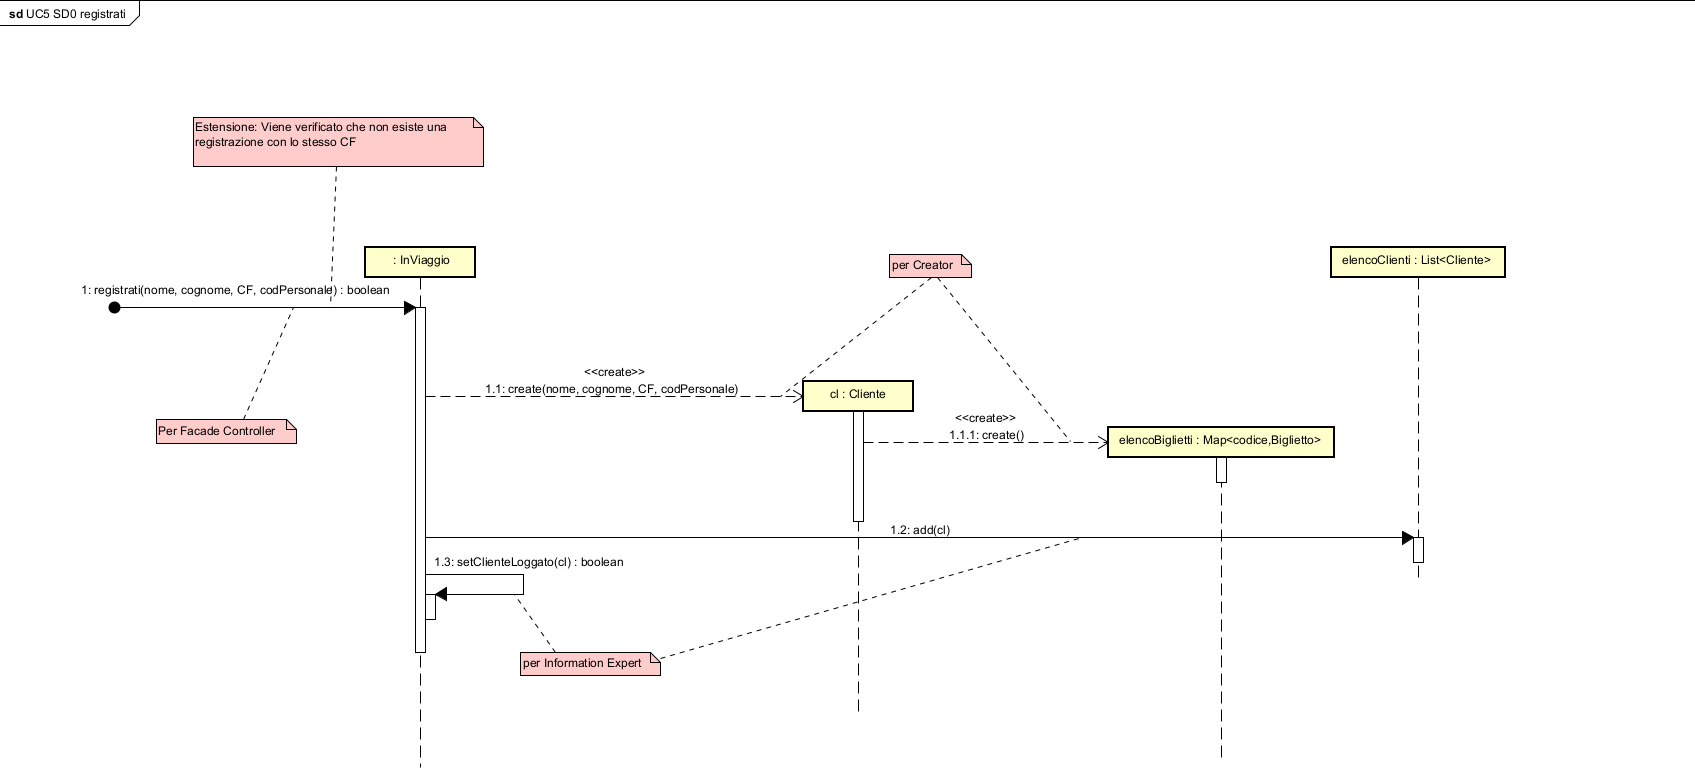 sd UC5 SD0 registrati
Estensione: Viene verificato che non esiste una
registrazione con lo stesso CF
: InViaggio
per Creator
elencoClienti : List<Cliente>
1: registrati(nome, cognome, CF, codPersonale) : boolean
<<create>>
1.1: create(nome, cognome, CF, codPersonale)
cl : Cliente
<<create>>
1.1.1: create()
elencoBiglietti : Map<codice,Biglietto>
Per Facade Controller
1.2: add(cl)
1.3: setClienteLoggato(cl) : boolean
per Information Expert